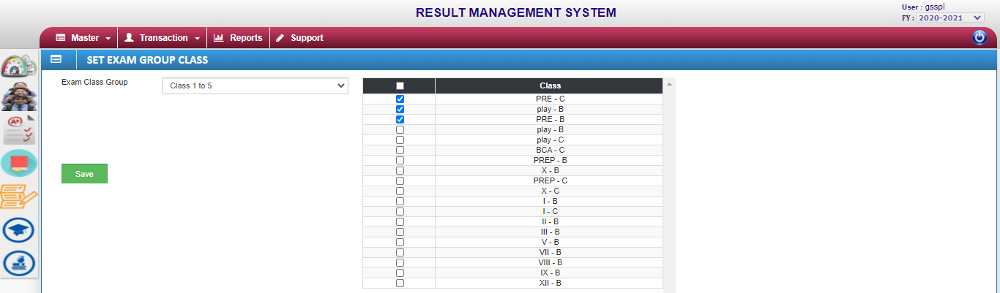 RESULT MANAGEMENT SYSTEM
User : gsspl
FY : 2020-2021
Master Transaction Reports Support
SET EXAM GROUP CLASS
Exam Class Group Class 1 to 5
Save
Class
PRE - C
play - B
PRE - B
play - B
play - C
BCA - C
PREP - B
X - B
PREP - C
X - C
I - B
I - C
II - B
III - B
V - B
VII - B
VIII - B
IX - B
XII - B
A+